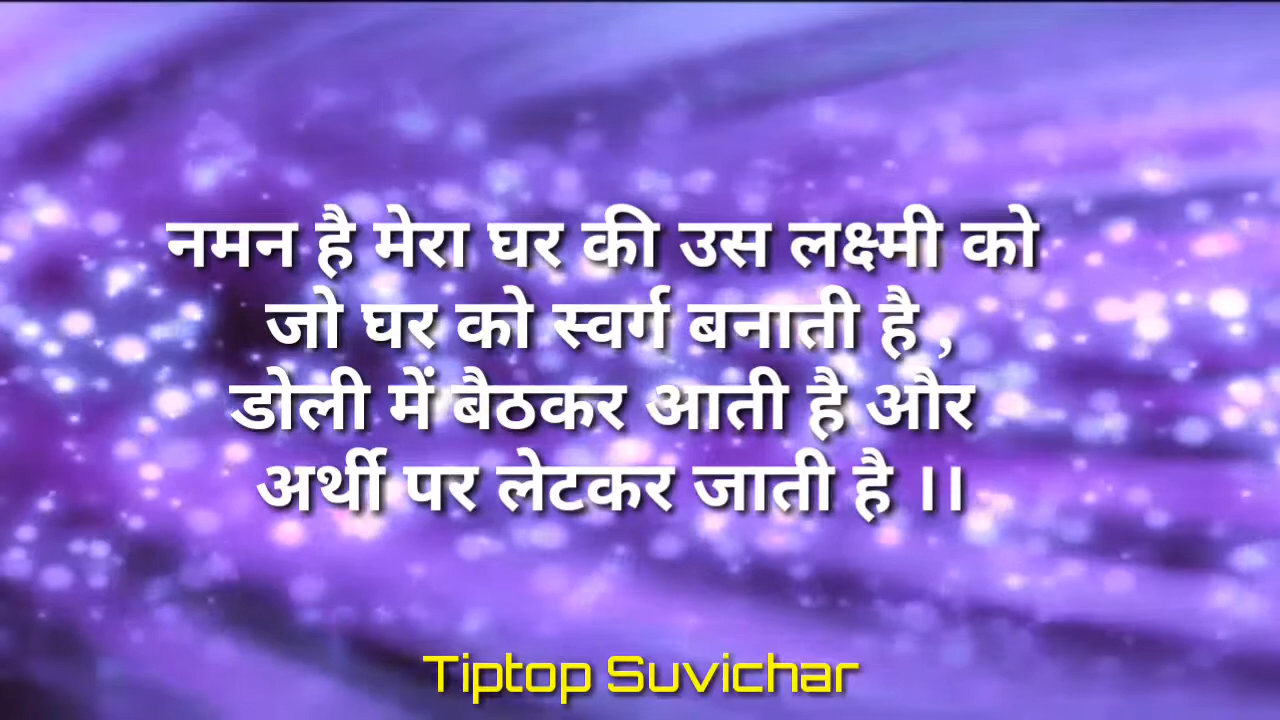 नमन है मेरा घर की उस लक्ष्मी को
जो घर को स्वर्ग बनाती है ,
डोली में बैठकर आती है और
अर्थी पर लेटकर जाती है ।।
Tiptop Suvichar